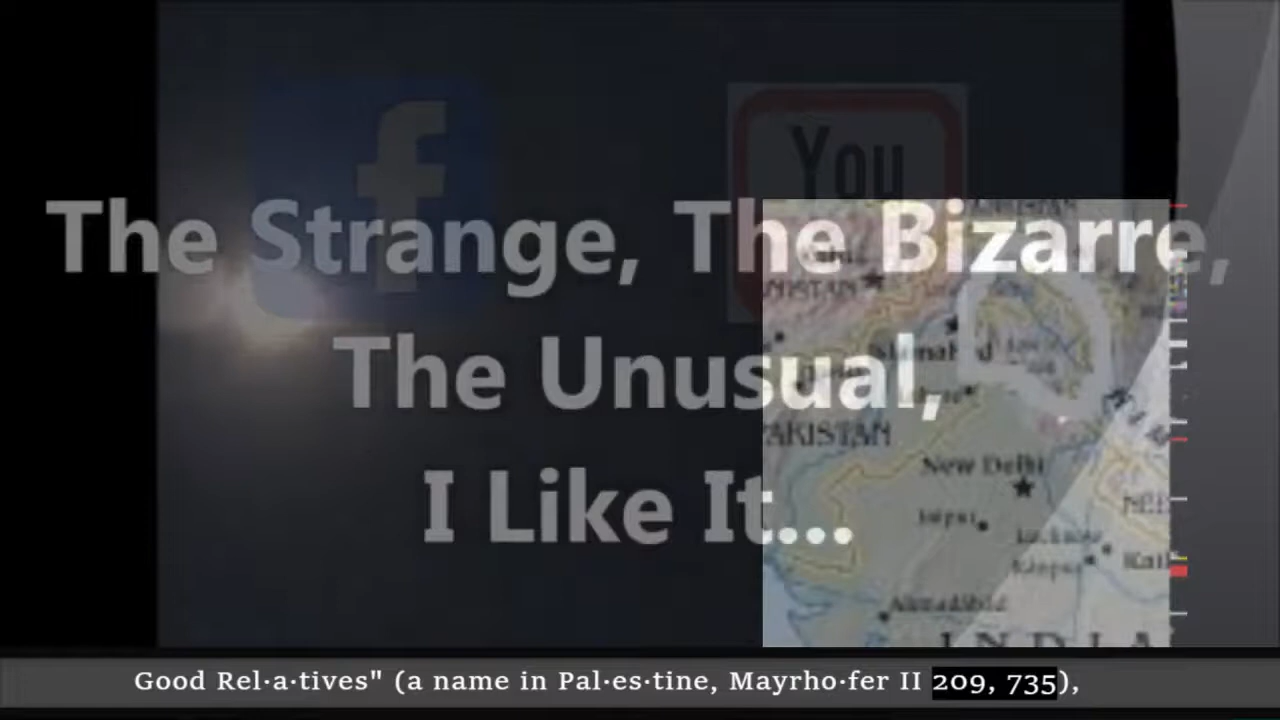 f
You
The Strange, The Bizarre,
The Unusual,
I Like It...
PAKISTAN
New Delhi
Jaipur
INDIA
Good Rel·a·tives" (a name in Pal·es·tine, Mayrho·fer II 209, 735),